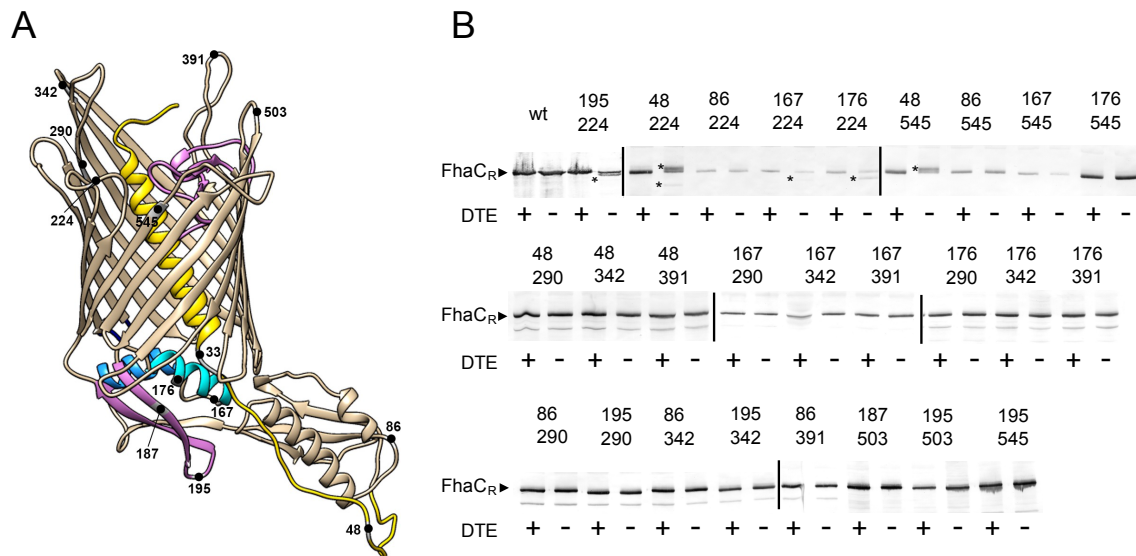 A
B
391
342
503
290
224
545
33
176
167
187
195
86
48
wt 195 48 86 167 176 48 86 167 176
224 224 224 224 224 545 545 545 545
FhaCR
* * * * * *
DTE + - + - + - + - + - + - + - + - + - + -
48 48 48 167 167 167 176 176 176
290 342 391 290 342 391 290 342 391
FhaCR
DTE + - + - + - + - + - + - + - + - + -
86 195 86 195 86 187 195 195
290 290 342 342 391 503 503 545
FhaCR
DTE + - + - + - + - + - + - + - + -